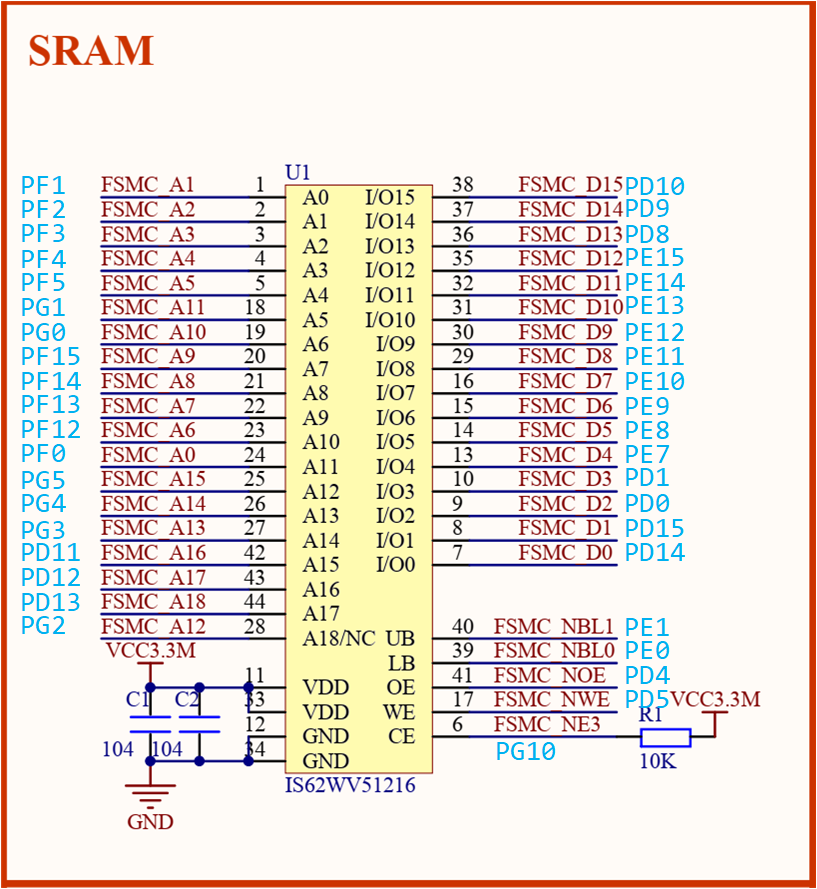 SRAM
U1
PF1 FSMC_A1 1 A0 I/O15 38 FSMC_D15 PD10
PF2 FSMC_A2 2 A1 I/O14 37 FSMC_D14 PD9
PF3 FSMC_A3 3 A2 I/O13 36 FSMC_D13 PD8
PF4 FSMC_A4 4 A3 I/O12 35 FSMC_D12 PE15
PF5 FSMC_A5 5 A4 I/O11 32 FSMC_D11 PE14
PG1 FSMC_A11 18 A5 I/O10 31 FSMC_D10 PE13
PG0 FSMC_A10 19 A6 I/O9 30 FSMC_D9 PE12
PF15 FSMC_A9 20 A7 I/O8 29 FSMC_D8 PE11
PF14 FSMC_A8 21 A8 I/O7 16 FSMC_D7 PE10
PF13 FSMC_A7 22 A9 I/O6 15 FSMC_D6 PE9
PF12 FSMC_A6 23 A10 I/O5 14 FSMC_D5 PE8
PF0 FSMC_A0 24 A11 I/O4 13 FSMC_D4 PE7
PG5 FSMC_A15 25 A12 I/O3 10 FSMC_D3 PD1
PG4 FSMC_A14 26 A13 I/O2 9 FSMC_D2 PD0
PG3 FSMC_A13 27 A14 I/O1 8 FSMC_D1 PD15
PD11 FSMC_A16 42 A15 I/O0 7 FSMC_D0 PD14
PD12 FSMC_A17 43 A16
PD13 FSMC_A18 44 A17
PG2 FSMC_A12 28 A18/NC UB 40 FSMC_NBL1 PE1
VCC3.3M LB 39 FSMC_NBL0 PE0
11 VDD OE 41 FSMC_NOE PD4
C1 C2 33 VDD WE 17 FSMC_NWE PD5 VCC3.3M
12 GND CE 6 FSMC_NE3 R1
104 104 34 GND PG10 10K
IS62WV51216
GND